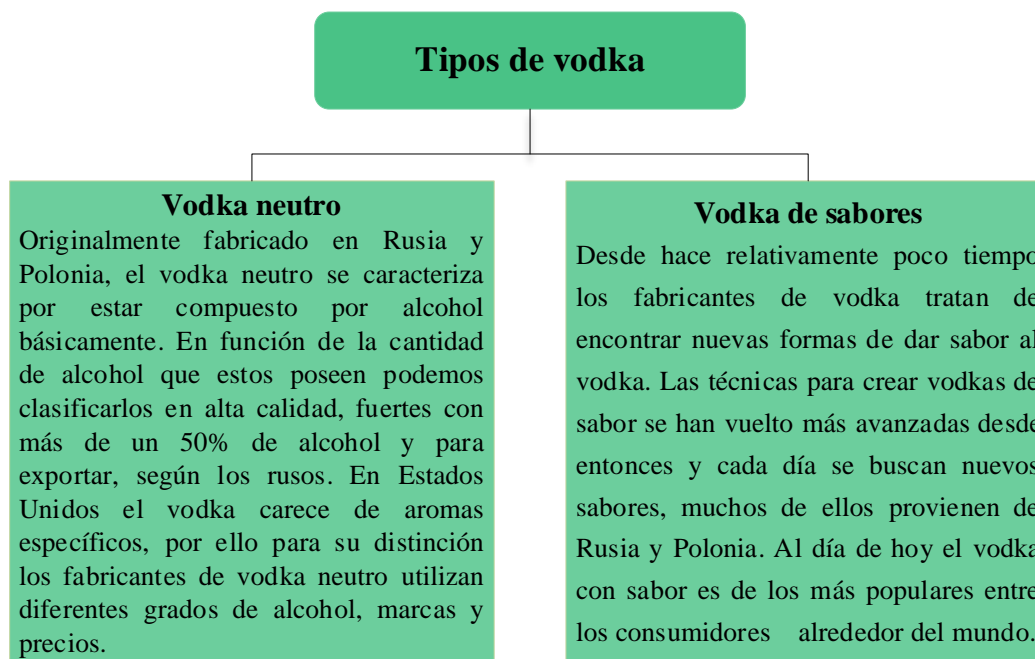 Tipos de vodka
Vodka neutro
Originalmente fabricado en Rusia y
Polonia, el vodka neutro se caracteriza
por estar compuesto por alcohol
básicamente. En función de la cantidad
de alcohol que estos poseen podemos
clasificarlos en alta calidad, fuertes con
más de un 50% de alcohol y para
exportar, según los rusos. En Estados
Unidos el vodka carece de aromas
específicos, por ello para su distinción
los fabricantes de vodka neutro utilizan
diferentes grados de alcohol, marcas y
precios.
Vodka de sabores
Desde hace relativamente poco tiempo
los fabricantes de vodka tratan de
encontrar nuevas formas de dar sabor al
vodka. Las técnicas para crear vodkas de
sabor se han vuelto más avanzadas desde
entonces y cada día se buscan nuevos
sabores, muchos de ellos provienen de
Rusia y Polonia. Al día de hoy el vodka
con sabor es de los más populares entre
los consumidores alrededor del mundo.